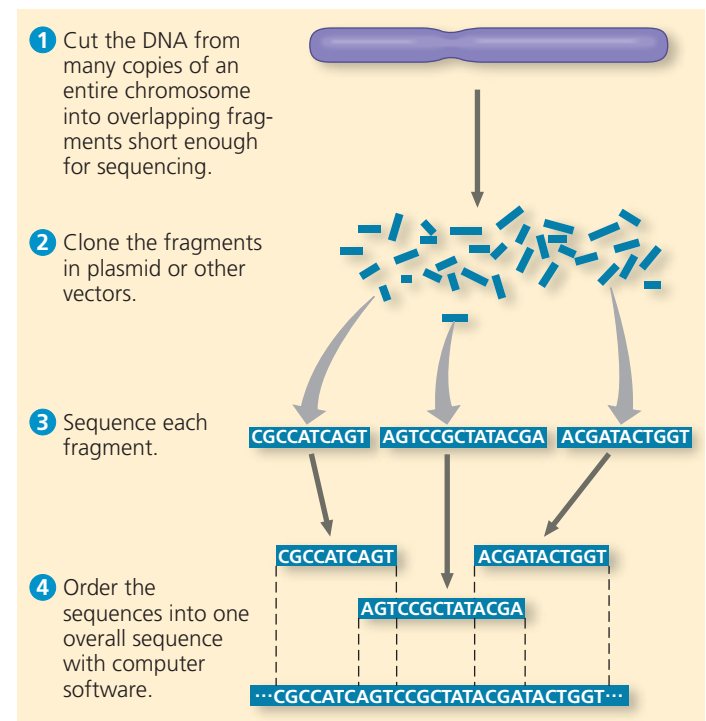 1 Cut the DNA from
many copies of an
entire chromosome
into overlapping frag-
ments short enough
for sequencing.
2 Clone the fragments
in plasmid or other
vectors.
3 Sequence each
fragment.
CGCCATCAGT AGTCCGCTATACGA ACGATACTGGT
CGCCATCAGT ACGATACTGGT
AGTCCGCTATACGA
4 Order the
sequences into one
overall sequence
with computer
software.
···CGCCATCAGTCCGCTATACGATACTGGT···